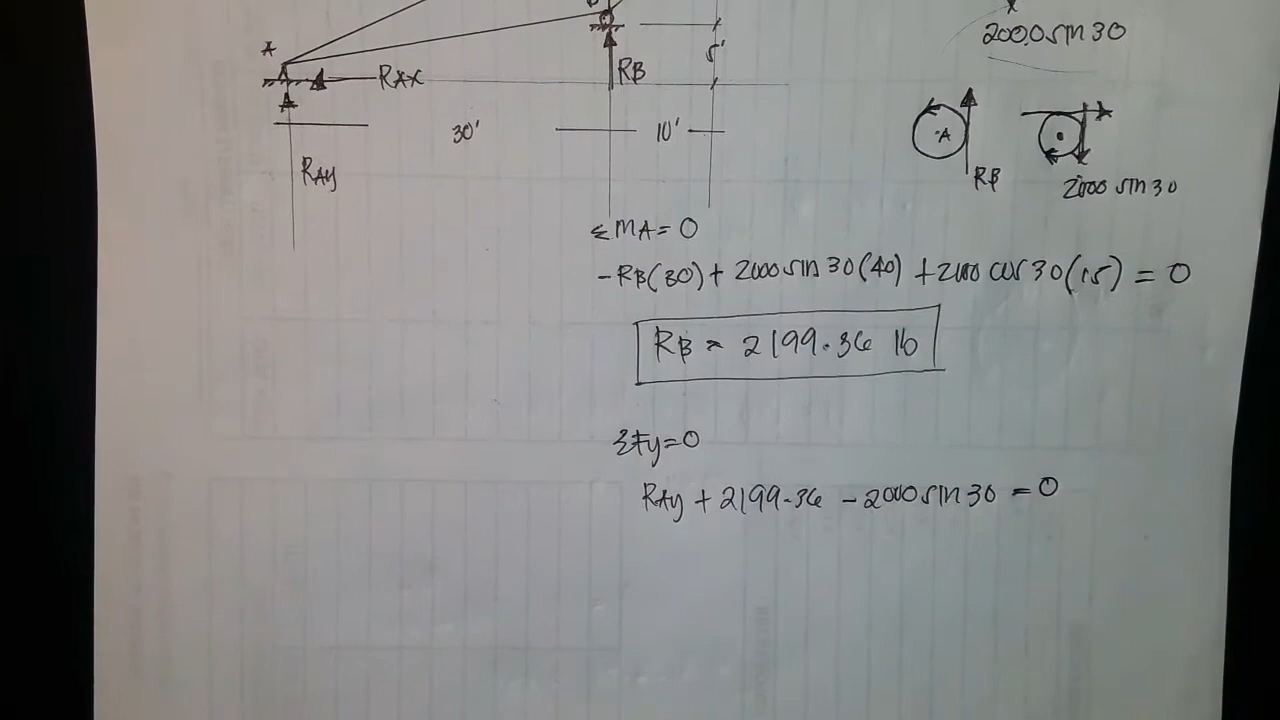 2000 sin 30
A
RAX
RB
5'
30'
10'
RAY
A
RB
2000 sin 30
ΣMA = 0
-RB(30) + 2000 sin 30 (40) + 2000 cos 30 (15) = 0
RB = 2199.36 lb
ΣFy = 0
RAy + 2199.36 - 2000 sin 30 = 0